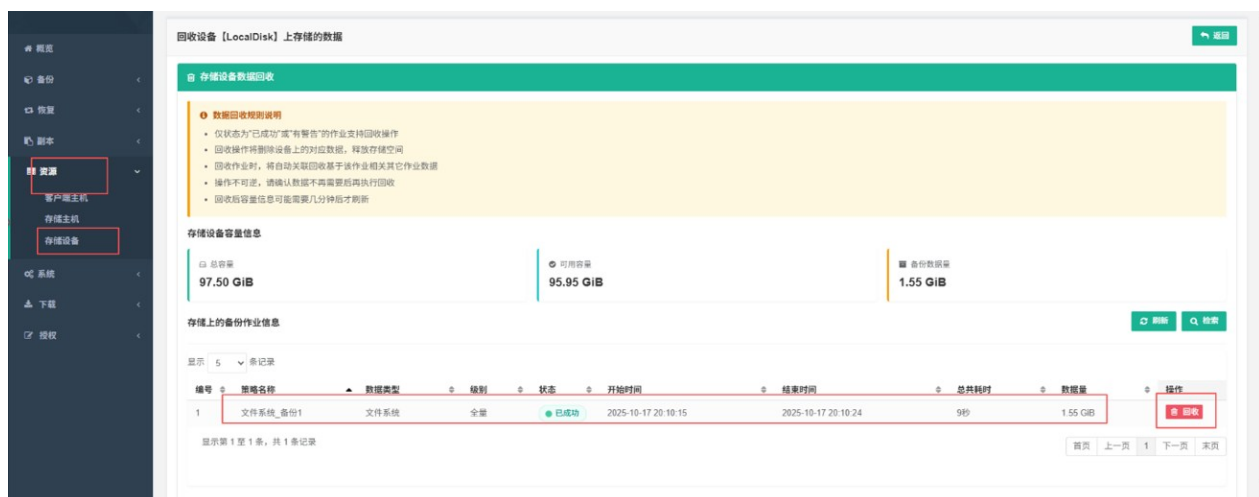 概览
备份
恢复
副本
资源
客户端主机
存储主机
存储设备
系统
下载
授权
回收设备【LocalDisk】上存储的数据
返回
存储设备数据回收
数据回收规则说明
仅状态为"已成功"或"有警告"的作业支持回收操作
回收操作将删除设备上的对应数据，释放存储空间
回收作业时，将自动关联回收基于该作业相关其它作业数据
操作不可逆，请确认数据不再需要后再执行回收
回收后容量信息可能需要几分钟后才刷新
存储设备容量信息
总容量
97.50 GiB
可用容量
95.95 GiB
备份数据量
1.55 GiB
存储上的备份作业信息
刷新 检索
显示 5 条记录
编号 策略名称 数据类型 级别 状态 开始时间 结束时间 总共耗时 数据量 操作
1 文件系统_备份1 文件系统 全量 已成功 2025-10-17 20:10:15 2025-10-17 20:10:24 9秒 1.55 GiB 回收
显示第 1 至 1 条，共 1 条记录
首页 上一页 1 下一页 末页